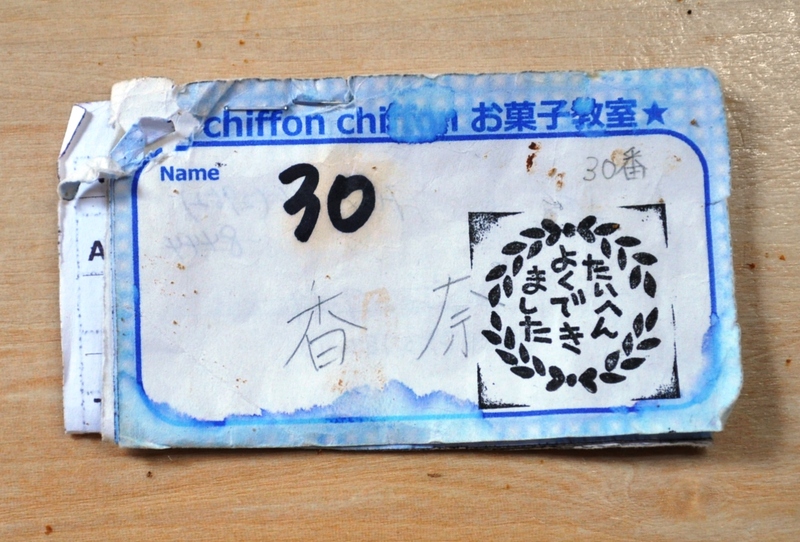 chiffon chiffon お菓子教室★
Name
30
30番
香奈
たいへん
よくでき
ました
A